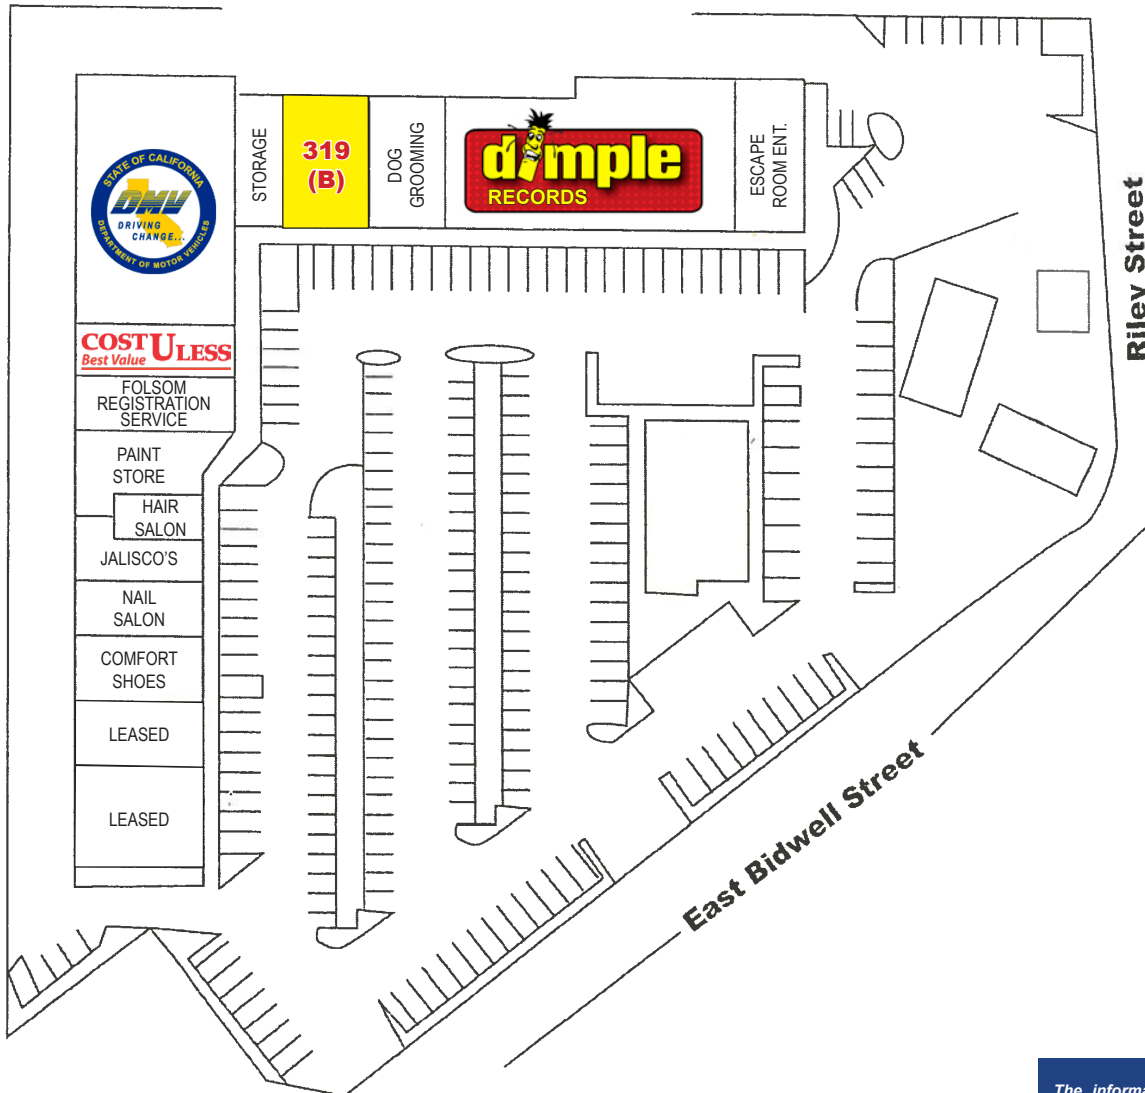 STATE OF CALIFORNIA
DMV
DRIVING
CHANGE...
DEPARTMENT OF MOTOR VEHICLES
STORAGE
319
(B)
DOG
GROOMING
dimple
RECORDS
ESCAPE
ROOM ENT.
COST U LESS
Best Value
FOLSOM
REGISTRATION
SERVICE
PAINT
STORE
HAIR
SALON
JALISCO'S
NAIL
SALON
COMFORT
SHOES
LEASED
LEASED
Riley Street
East Bidwell Street
The informa